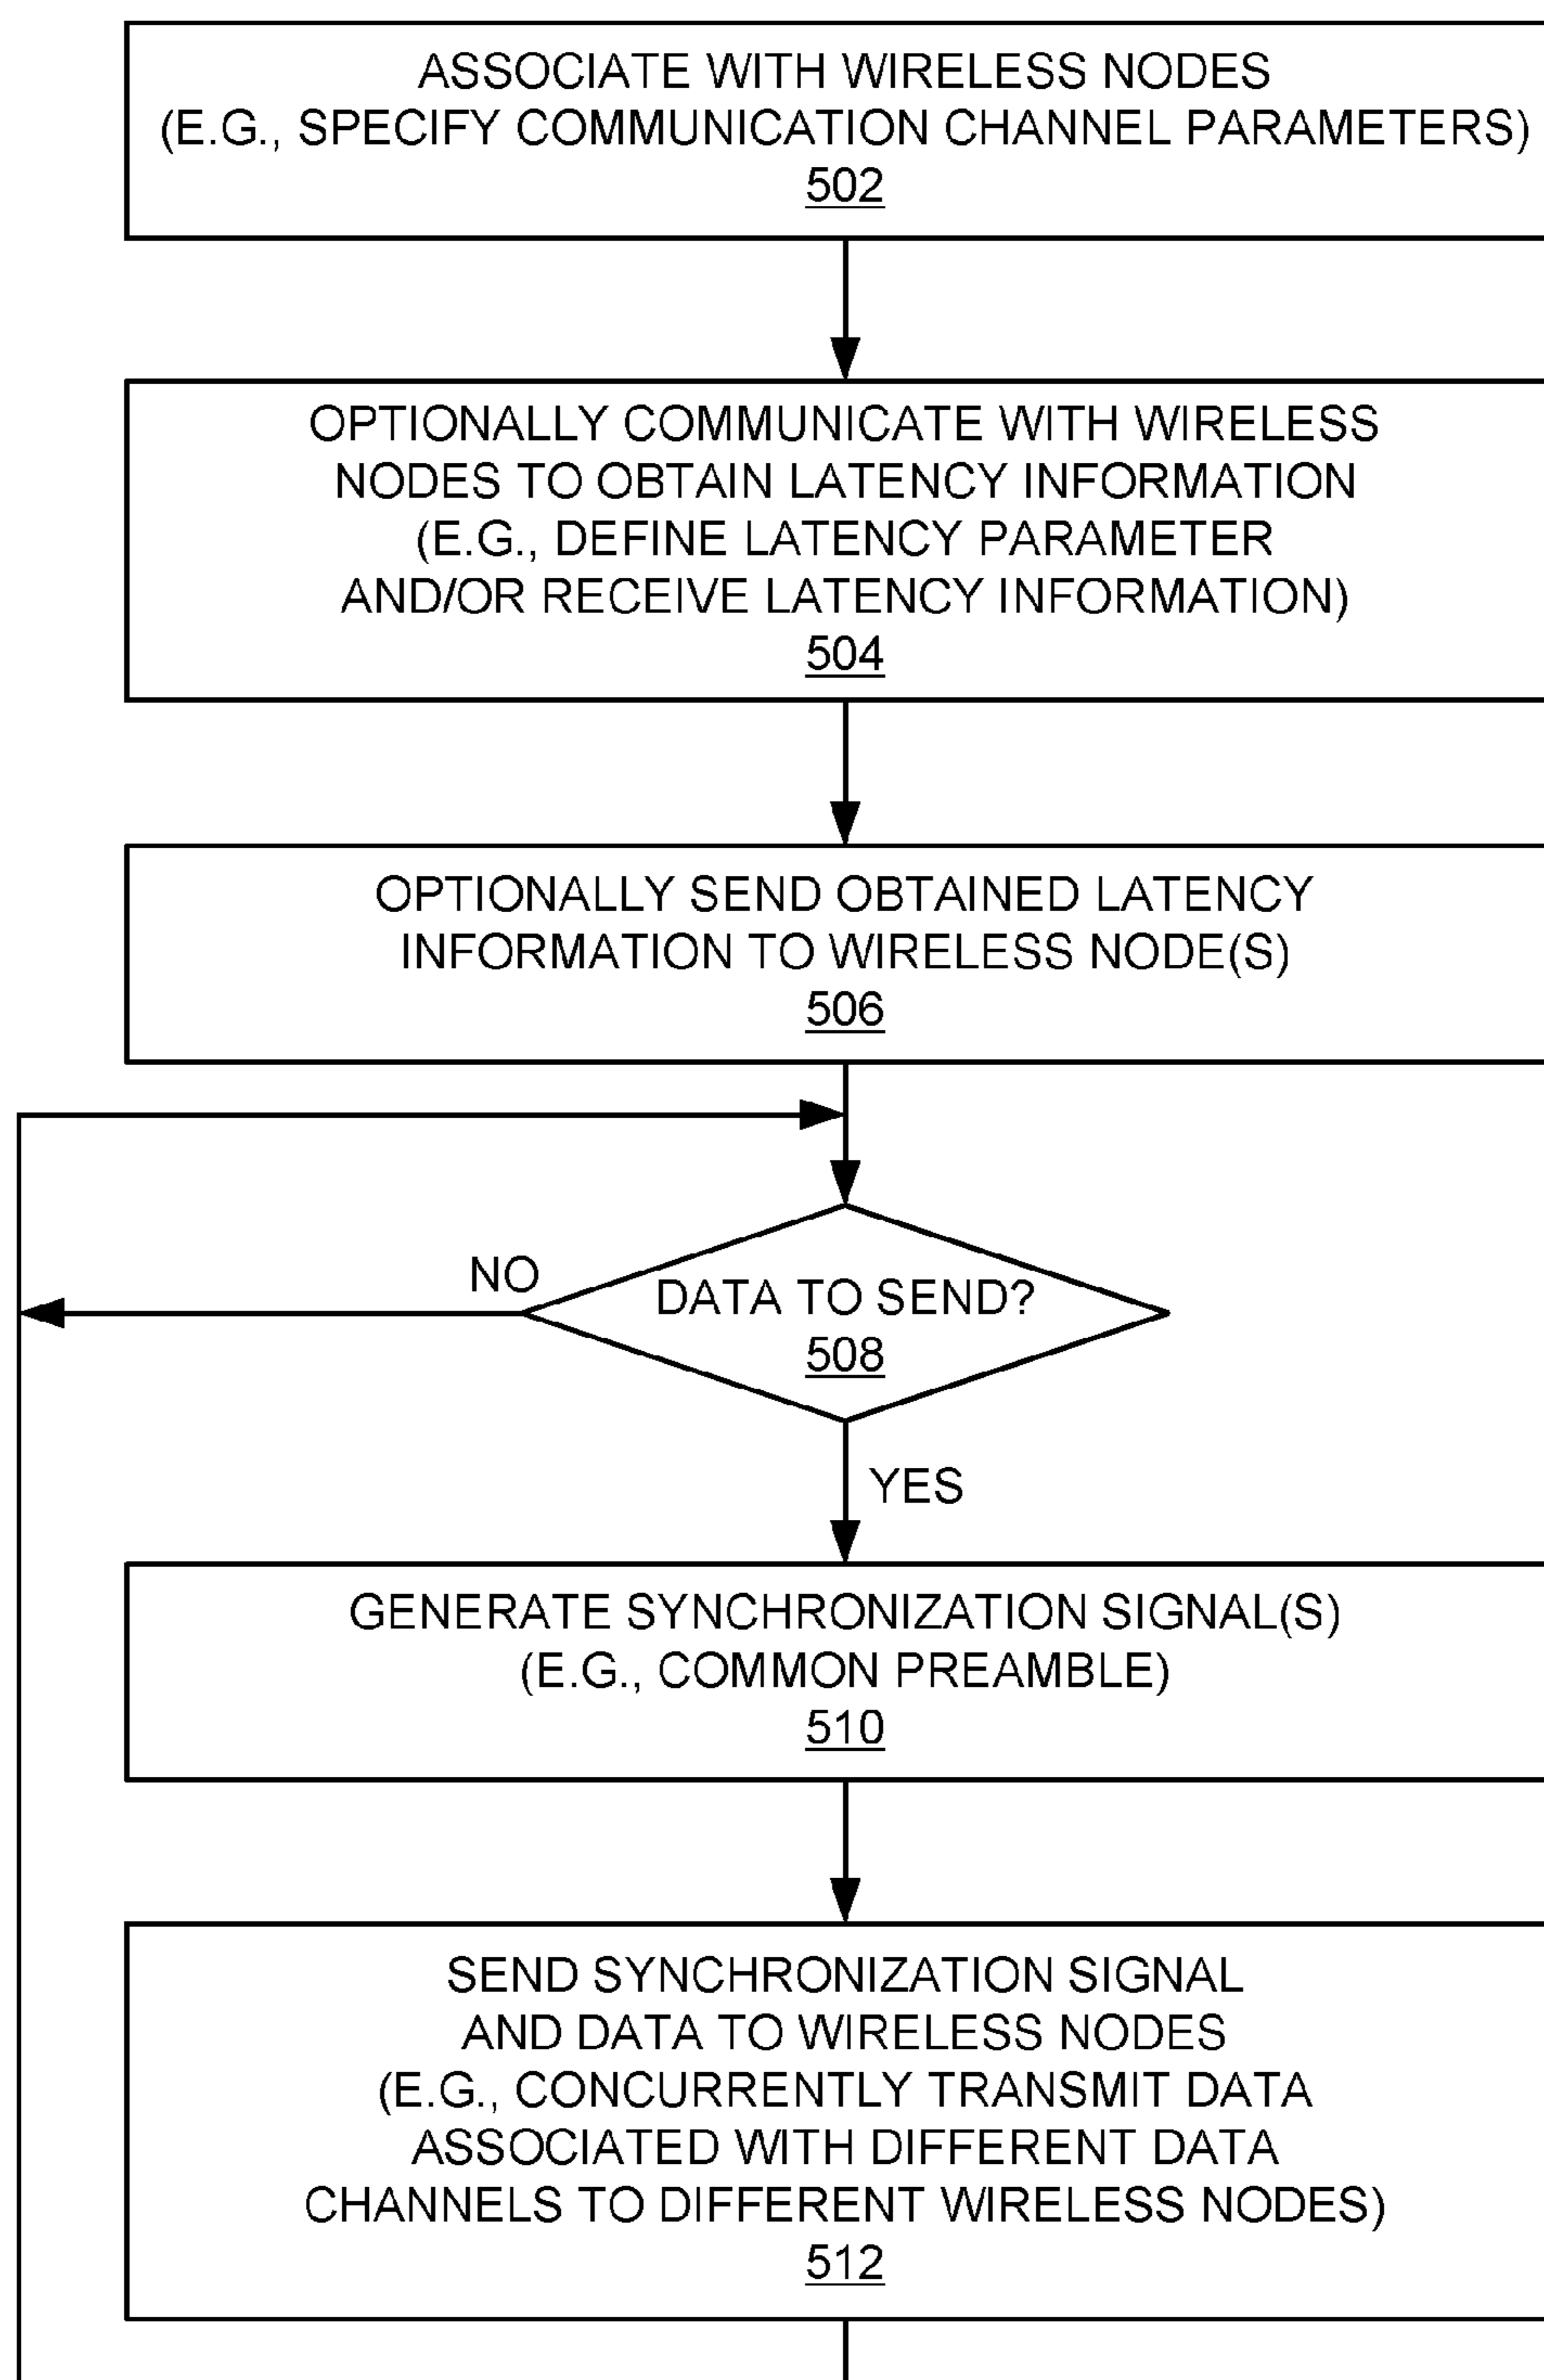 ASSOCIATE WITH WIRELESS NODES
(E.G., SPECIFY COMMUNICATION CHANNEL PARAMETERS)
502
OPTIONALLY COMMUNICATE WITH WIRELESS
NODES TO OBTAIN LATENCY INFORMATION
(E.G., DEFINE LATENCY PARAMETER
AND/OR RECEIVE LATENCY INFORMATION)
504
OPTIONALLY SEND OBTAINED LATENCY
INFORMATION TO WIRELESS NODE(S)
506
NO
DATA TO SEND?
508
YES
GENERATE SYNCHRONIZATION SIGNAL(S)
(E.G., COMMON PREAMBLE)
510
SEND SYNCHRONIZATION SIGNAL
AND DATA TO WIRELESS NODES
(E.G., CONCURRENTLY TRANSMIT DATA
ASSOCIATED WITH DIFFERENT DATA
CHANNELS TO DIFFERENT WIRELESS NODES)
512